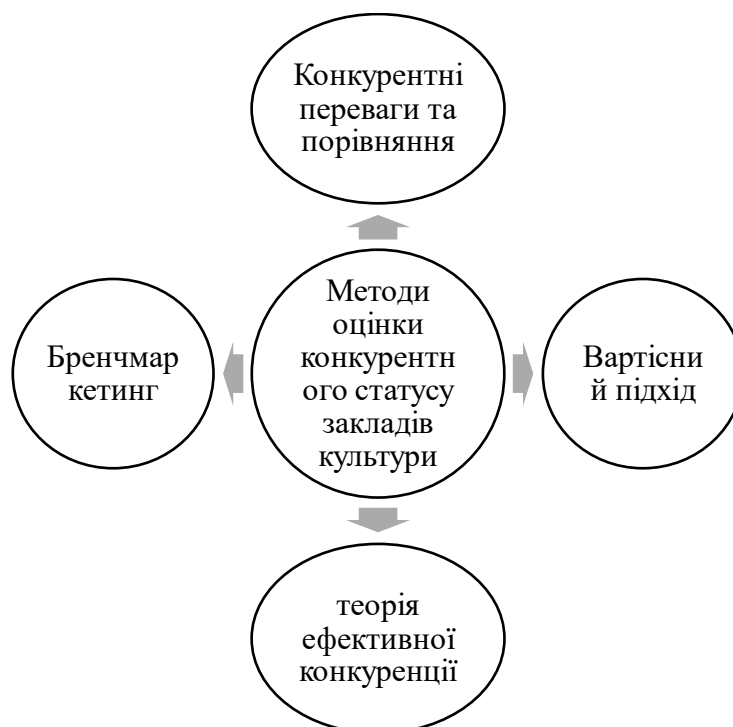 Конкурентні
переваги та
порівняння
Бренчмар
кетинг
Методи
оцінки
конкурентн
ого статусу
закладів
культури
Вартісни
й підхід
теорія
ефективної
конкуренції